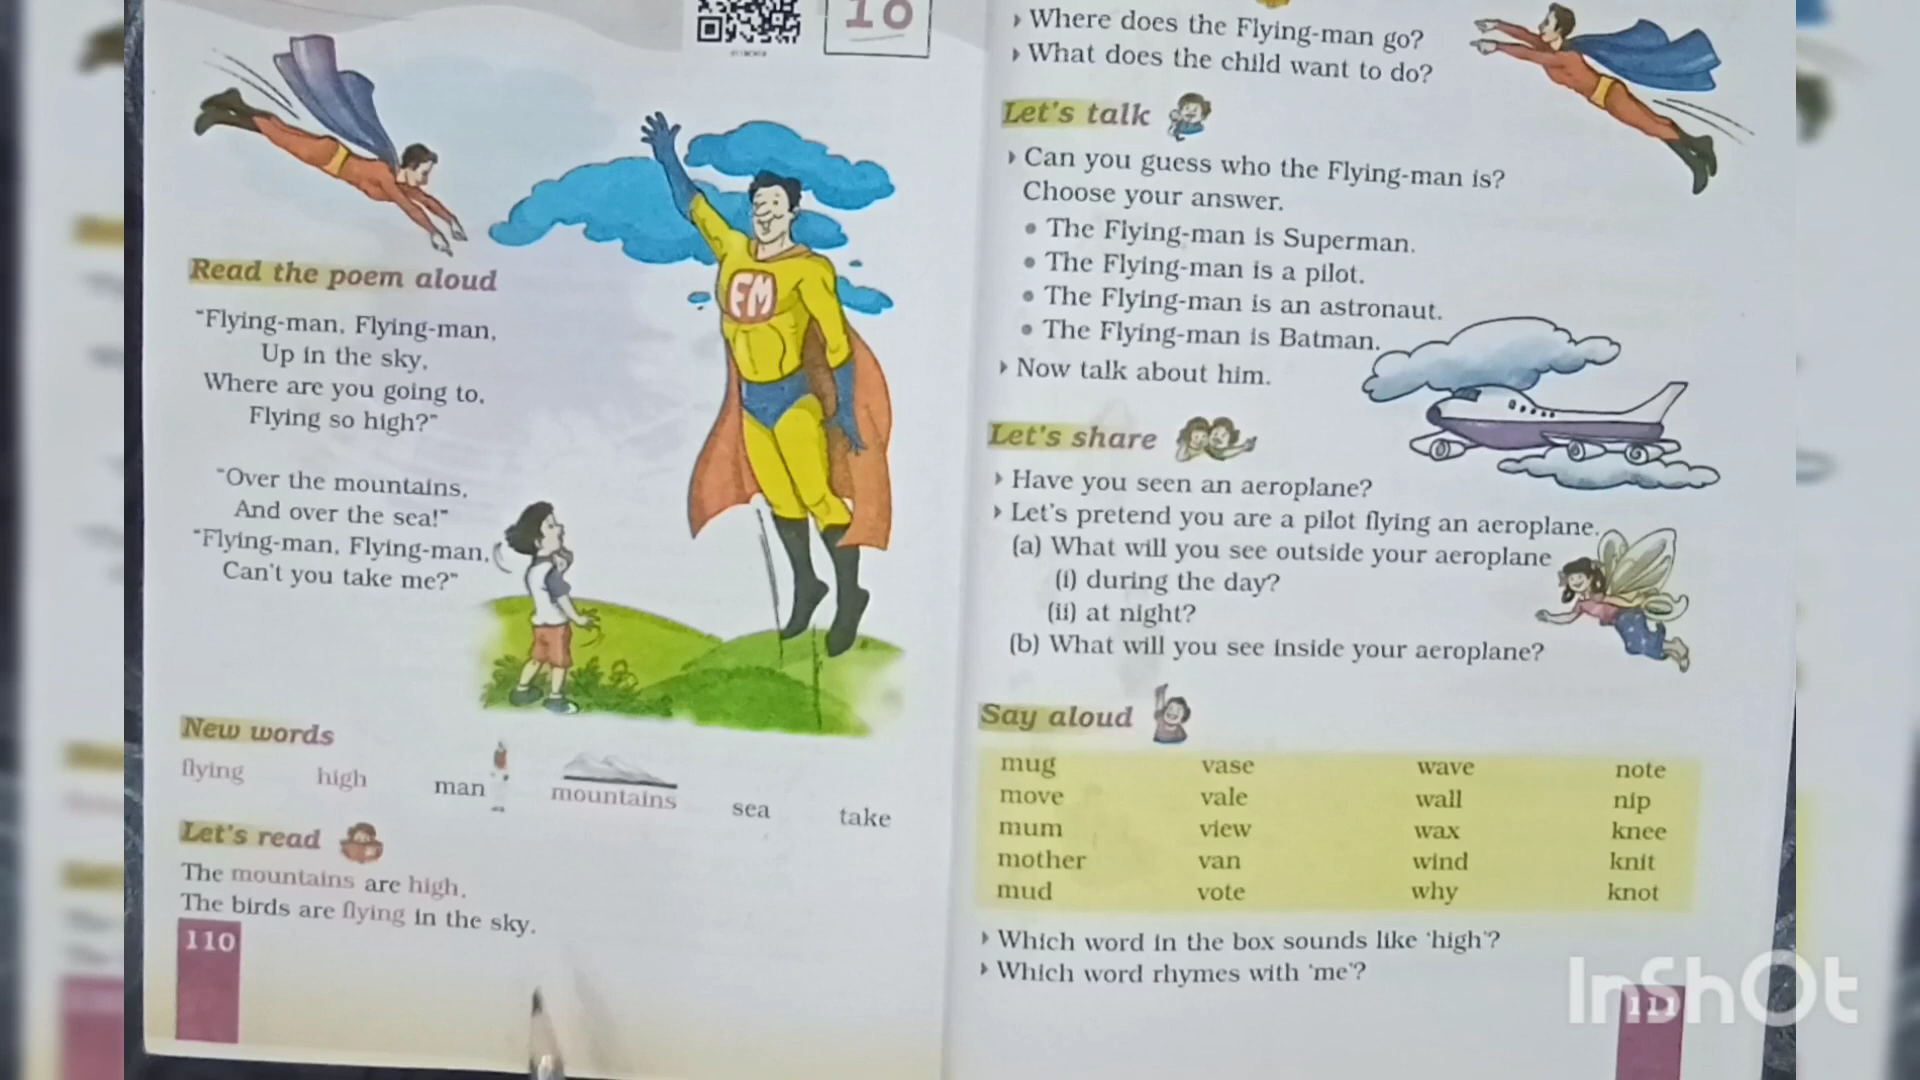 10
Read the poem aloud
"Flying-man, Flying-man,
Up in the sky,
Where are you going to,
Flying so high?"
"Over the mountains,
And over the sea!"
"Flying-man, Flying-man,
Can't you take me?"
FM
New words
flying high man mountains sea take
Let's read
The mountains are high.
The birds are flying in the sky.
110
Where does the Flying-man go?
What does the child want to do?
Let's talk
Can you guess who the Flying-man is?
Choose your answer.
• The Flying-man is Superman.
• The Flying-man is a pilot.
• The Flying-man is an astronaut.
• The Flying-man is Batman.
Now talk about him.
Let's share
Have you seen an aeroplane?
Let's pretend you are a pilot flying an aeroplane.
(a) What will you see outside your aeroplane
(i) during the day?
(ii) at night?
(b) What will you see inside your aeroplane?
Say aloud
mug vase wave note
move vale wall nip
mum view wax knee
mother van wind knit
mud vote why knot
Which word in the box sounds like 'high'?
Which word rhymes with 'me'?
111
InShOt